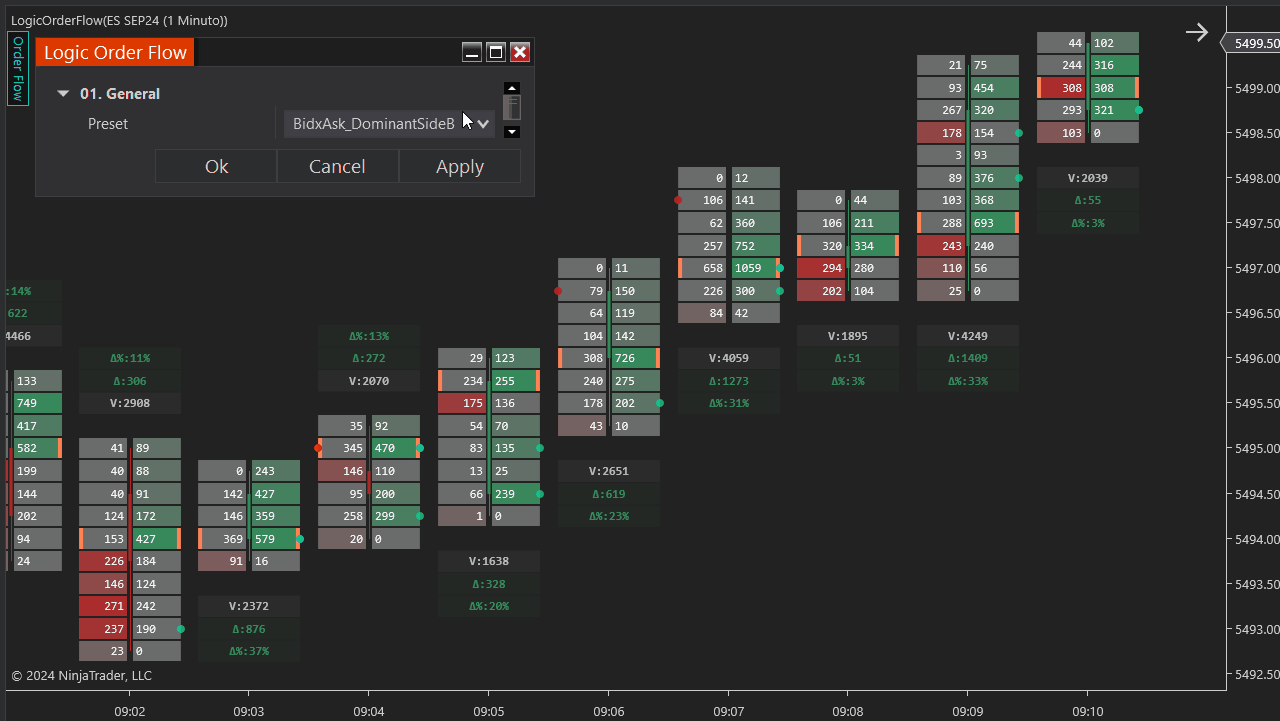 LogicOrderFlow(ES SEP24 (1 Minuto))
Order Flow
Logic Order Flow
01. General
Preset BidxAsk_DominantSideB
Ok Cancel Apply
:14%
622
4466
133
749
417
582
199
144
202
94
24
Δ%:11%
Δ:306
V:2908
41 89
40 88
40 91
124 172
153 427
226 184
146 124
271 242
237 190
23 0
0 243
142 427
146 359
369 579
91 16
V:2372
Δ:876
Δ%:37%
Δ%:13%
Δ:272
V:2070
35 92
345 470
146 110
95 200
258 299
20 0
29 123
234 255
175 136
54 70
83 135
13 25
66 239
1 0
V:1638
Δ:328
Δ%:20%
0 11
79 150
64 119
104 142
308 726
240 275
178 202
43 10
V:2651
Δ:619
Δ%:23%
0 12
106 141
62 360
257 752
658 1059
226 300
84 42
V:4059
Δ:1273
Δ%:31%
0 44
106 211
320 334
294 280
202 104
V:1895
Δ:51
Δ%:3%
21 75
93 454
267 320
178 154
3 93
89 376
103 368
288 693
243 240
110 56
25 0
V:4249
Δ:1409
Δ%:33%
44 102
244 316
308 308
293 321
103 0
V:2039
Δ:55
Δ%:3%
5499.50
5499.00
5498.50
5498.00
5497.50
5497.00
5496.50
5496.00
5495.50
5495.00
5494.50
5494.00
5493.50
5493.00
5492.50
© 2024 NinjaTrader, LLC
09:02 09:03 09:04 09:05 09:06 09:07 09:08 09:09 09:10